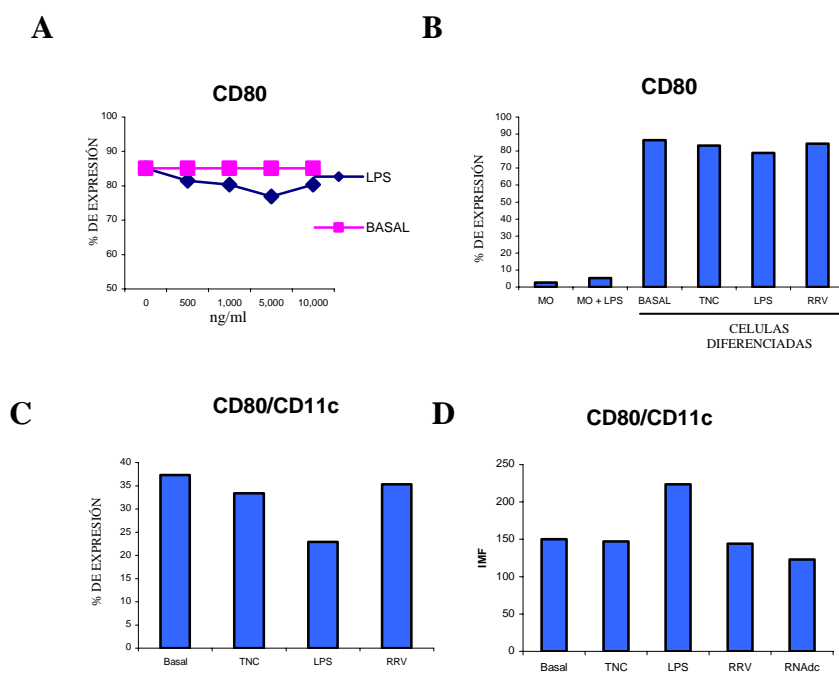 A
CD80
% DE EXPRESIÓN
100
90
80
70
60
50
0 500 1,000 5,000 10,000
ng/ml
LPS
BASAL
B
CD80
% DE EXPRESIÓN
100
90
80
70
60
50
40
30
20
10
0
MO MO + LPS BASAL TNC LPS RRV
CELULAS
DIFERENCIADAS
C
CD80/CD11c
% DE EXPRESIÓN
40
35
30
25
20
15
10
5
0
Basal TNC LPS RRV
D
CD80/CD11c
IMF
250
200
150
100
50
0
Basal TNC LPS RRV RNAdc